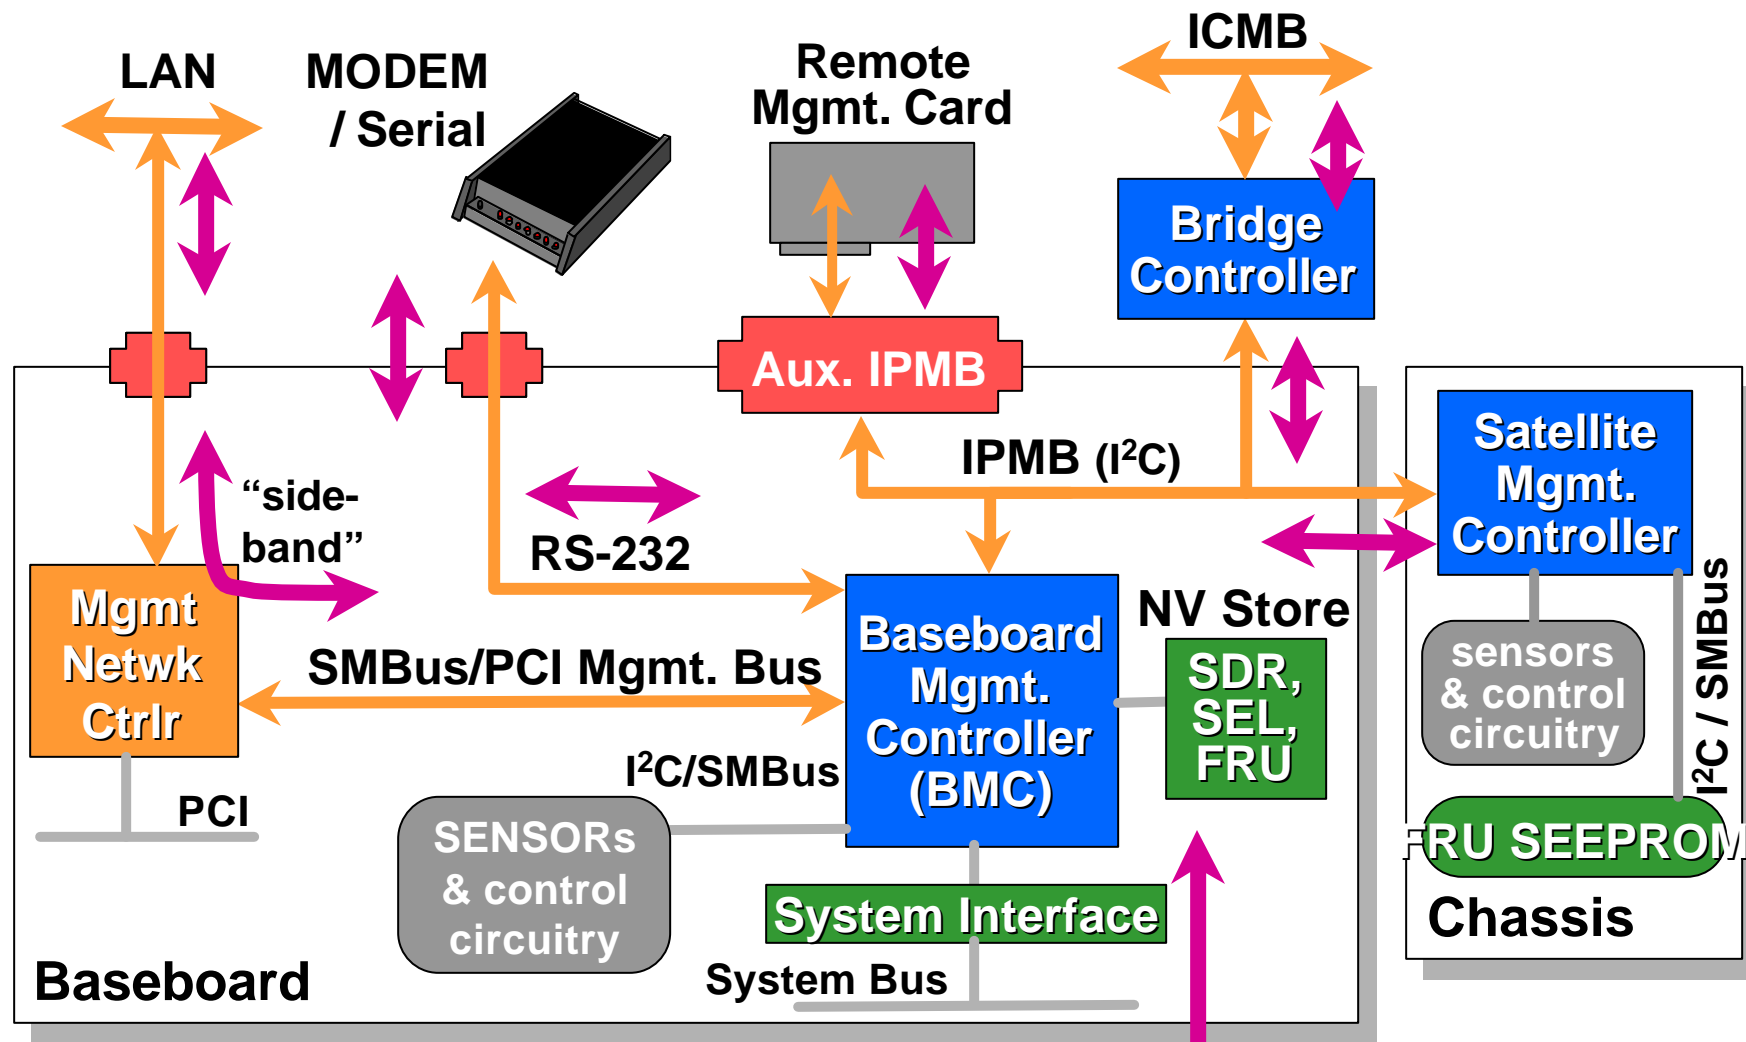 ICMB
LAN
MODEM
/ Serial
Remote
Mgmt. Card
Bridge
Controller
Aux. IPMB
IPMB (I²C)
Satellite
Mgmt.
Controller
“side-
band”
RS-232
Mgmt
Netwk
Ctrlr
SMBus/PCI Mgmt. Bus
Baseboard
Mgmt.
Controller
(BMC)
NV Store
SDR,
SEL,
FRU
sensors
& control
circuitry
I²C / SMBus
I²C/SMBus
PCI
SENSORs
& control
circuitry
FRU SEEPROM
System Interface
Chassis
System Bus
Baseboard